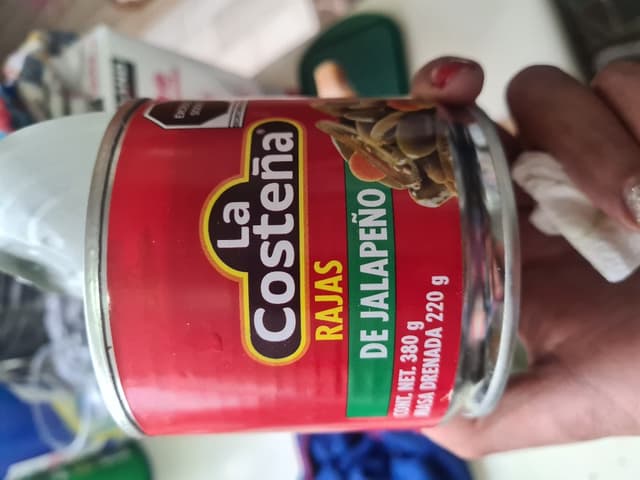 La
Costeña®
RAJAS
DE JALAPEÑO
CONT. NET. 380 g
MASA DRENADA 220 g